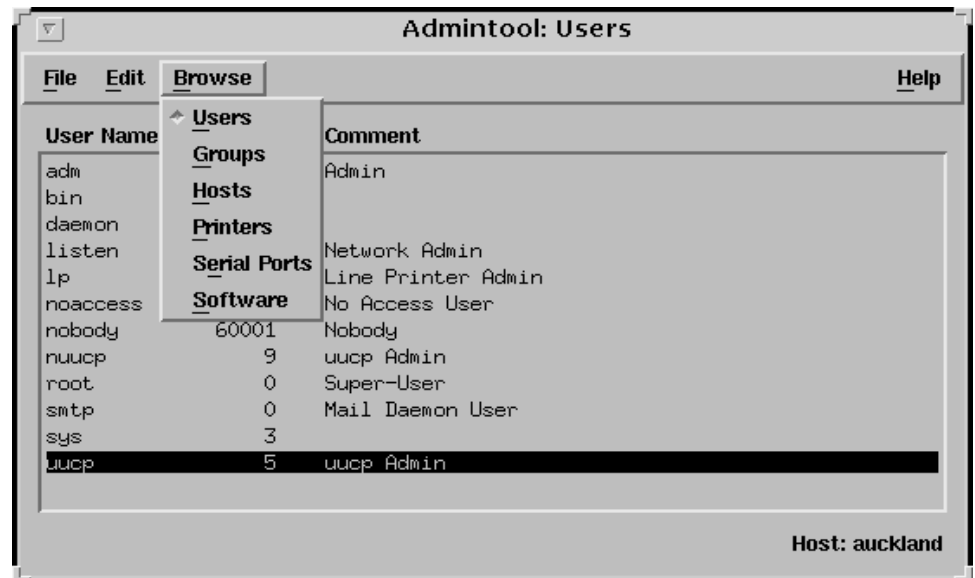 Admintool: Users
File Edit Browse Help
Users
Groups
Hosts
Printers
Serial Ports
Software
User Name Comment
adm Admin
bin
daemon
listen Network Admin
lp Line Printer Admin
noaccess No Access User
nobody 60001 Nobody
nuucp 9 uucp Admin
root 0 Super-User
smtp 0 Mail Daemon User
sys 3
uucp 5 uucp Admin
Host: auckland